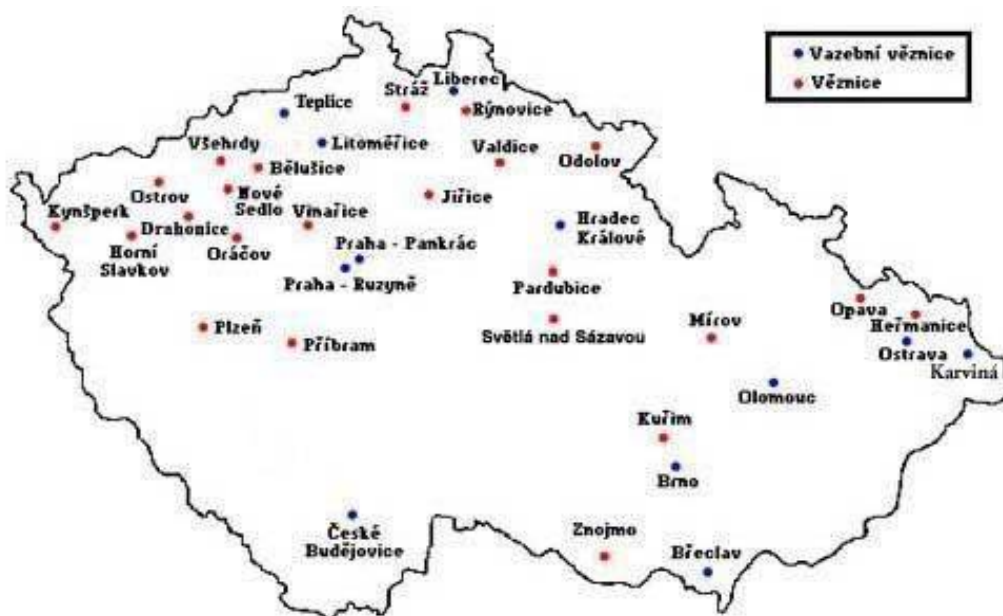 Vazební věznice
Věznice
Liberec
Stráž
Teplice
Rýnovice
Litoměřice
Všehrdy
Valdice
Odolov
Bělušice
Ostrov
Nové
Sedlo
Jiřice
Kynšperk
Vinařice
Drahonice
Hradec
Králové
Horní
Slavkov
Oráčov
Praha - Pankrác
Praha - Ruzyně
Pardubice
Opava
Plzeň
Příbram
Světlá nad Sázavou
Mírov
Heřmanice
Ostrava
Karviná
Olomouc
Kuřim
Brno
České
Budějovice
Znojmo
Břeclav